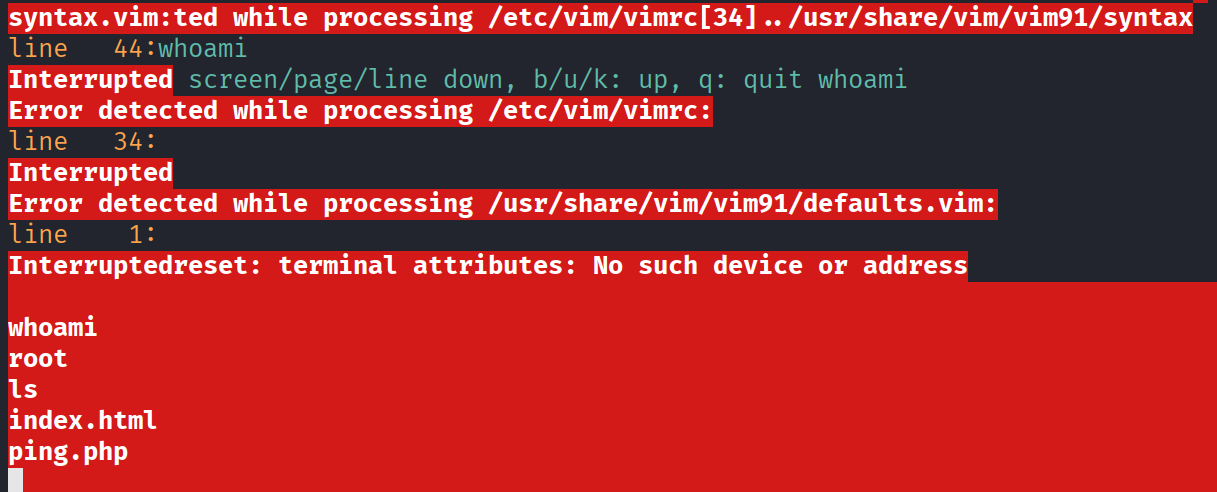 syntax.vim:ted while processing /etc/vim/vimrc[34]../usr/share/vim/vim91/syntax
line   44:whoami
Interrupted screen/page/line down, b/u/k: up, q: quit whoami
Error detected while processing /etc/vim/vimrc:
line   34:
Interrupted
Error detected while processing /usr/share/vim/vim91/defaults.vim:
line    1:
Interruptedreset: terminal attributes: No such device or address
whoami
root
ls
index.html
ping.php